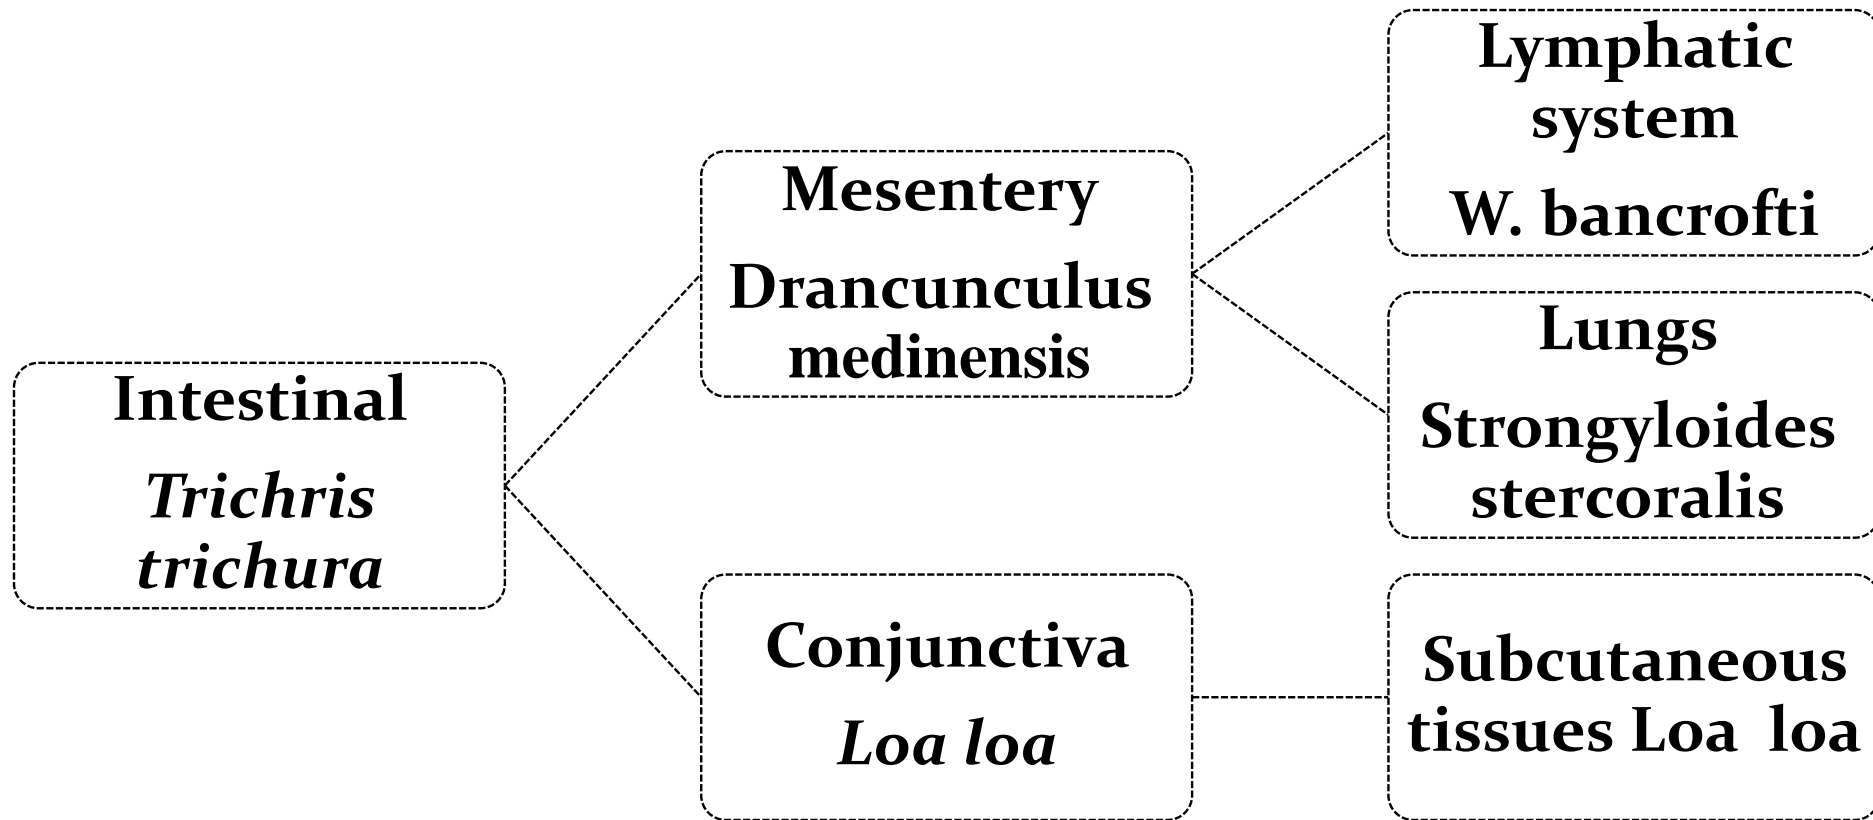 Intestinal
Trichris
trichura
Mesentery
Drancunculus
medinensis
Lymphatic
system
W. bancrofti
Lungs
Strongyloides
stercoralis
Conjunctiva
Loa loa
Subcutaneous
tissues Loa  loa